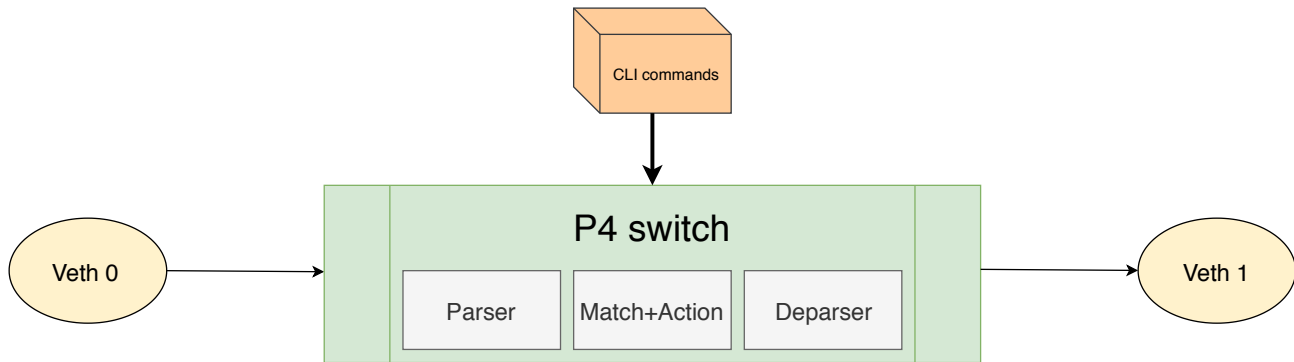 CLI commands
P4 switch
Veth 0
Parser
Match+Action
Deparser
Veth 1